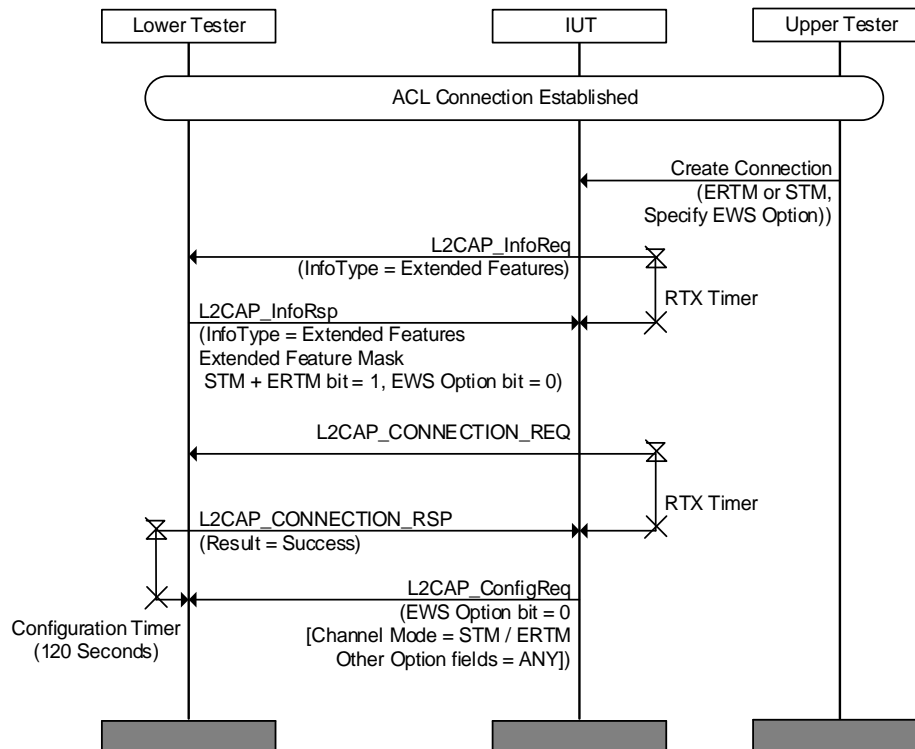 Lower Tester
IUT
Upper Tester
ACL Connection Established
Create Connection
(ERTM or STM,
Specify EWS Option))
L2CAP_InfoReq
(InfoType = Extended Features)
RTX Timer
L2CAP_InfoRsp
(InfoType = Extended Features
Extended Feature Mask
STM + ERTM bit = 1, EWS Option bit = 0)
L2CAP_CONNECTION_REQ
RTX Timer
L2CAP_CONNECTION_RSP
(Result = Success)
L2CAP_ConfigReq
(EWS Option bit = 0
[Channel Mode = STM / ERTM
Other Option fields = ANY])
Configuration Timer
(120 Seconds)